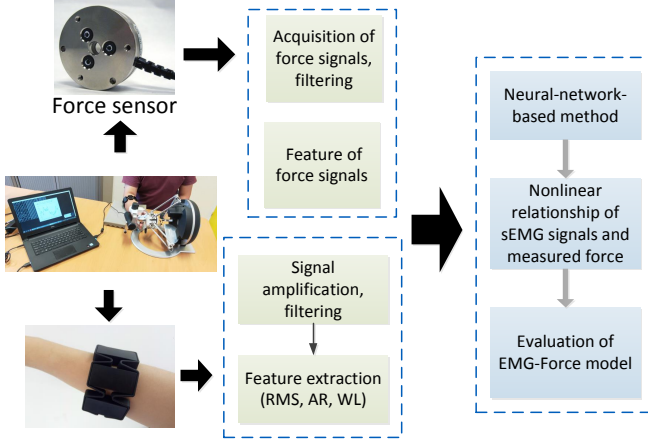 Force sensor
Acquisition of
force signals,
filtering
Feature of
force signals
Signal
amplification,
filtering
Feature extraction
(RMS, AR, WL)
Neural-network-
based method
Nonlinear
relationship of
sEMG signals and
measured force
Evaluation of
EMG-Force model